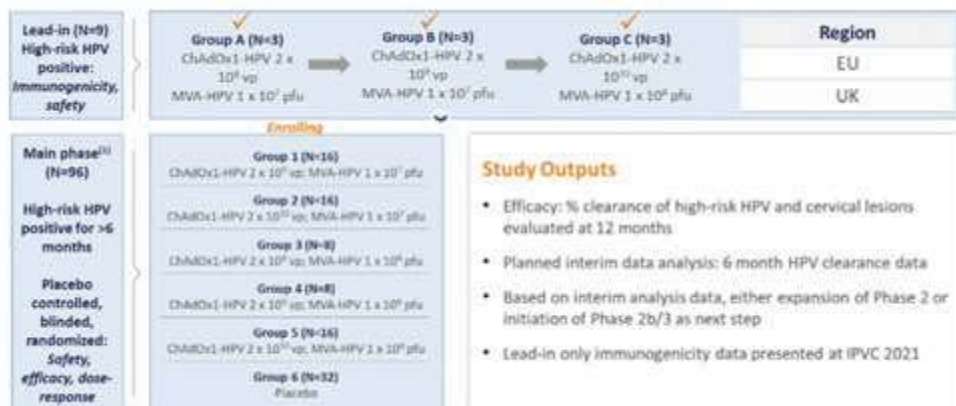 Lead-in (N=9)
High-risk HPV
positive:
Immunogenicity,
safety
Group A (N=3)
ChAdOx1-HPV 2 x
vp
MVA-HPV 1 x 10⁷ pfu
Group B (N=3)
ChAdOx1-HPV 2 x
vp
MVA-HPV 1 x 10⁷ pfu
Group C (N=3)
ChAdOx1-HPV 2 x
10¹⁰ vp
MVA-HPV 1 x 10⁸ pfu
Region
EU
UK
Enrolling
Main phase
(N=96)
High-risk HPV
positive for >6
months
Placebo
controlled,
blinded,
randomized:
Safety,
efficacy, dose-
response
Group 1 (N=16)
ChAdOx1-HPV 2 x vp; MVA-HPV 1 x 10⁷ pfu
Group 2 (N=16)
ChAdOx1-HPV 2 x 10¹⁰ vp; MVA-HPV 1 x 10⁷ pfu
Group 3 (N=8)
ChAdOx1-HPV 2 x vp; MVA-HPV 1 x pfu
Group 4 (N=8)
ChAdOx1-HPV 2 x vp; MVA-HPV 1 x pfu
Group 5 (N=16)
ChAdOx1-HPV 2 x 10¹⁰ vp; MVA-HPV 1 x pfu
Group 6 (N=32)
Placebo
Study Outputs
• Efficacy: % clearance of high-risk HPV and cervical lesions
evaluated at 12 months
• Planned interim data analysis: 6 month HPV clearance data
• Based on interim analysis data, either expansion of Phase 2 or
initiation of Phase 2b/3 as next step
• Lead-in only immunogenicity data presented at IPVC 2021